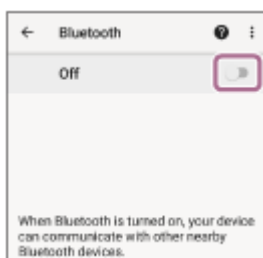 Bluetooth
Off
When Bluetooth is turned on, your device
can communicate with other nearby
Bluetooth devices.